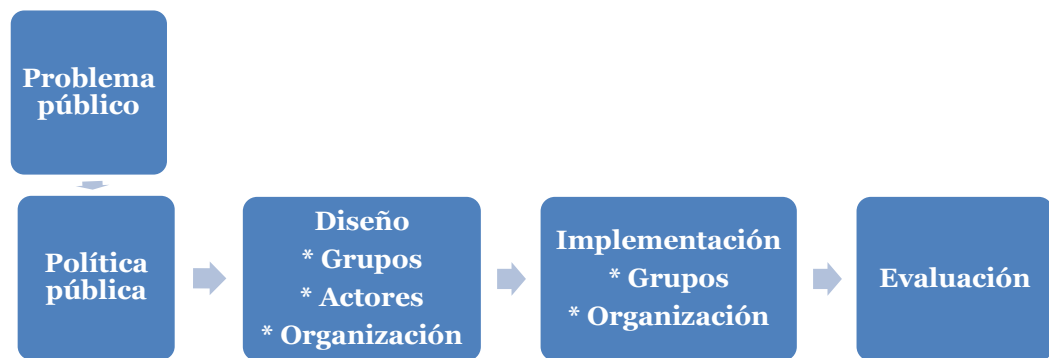 Problema
público
Política
pública
Diseño
* Grupos
* Actores
* Organización
Implementación
* Grupos
* Organización
Evaluación